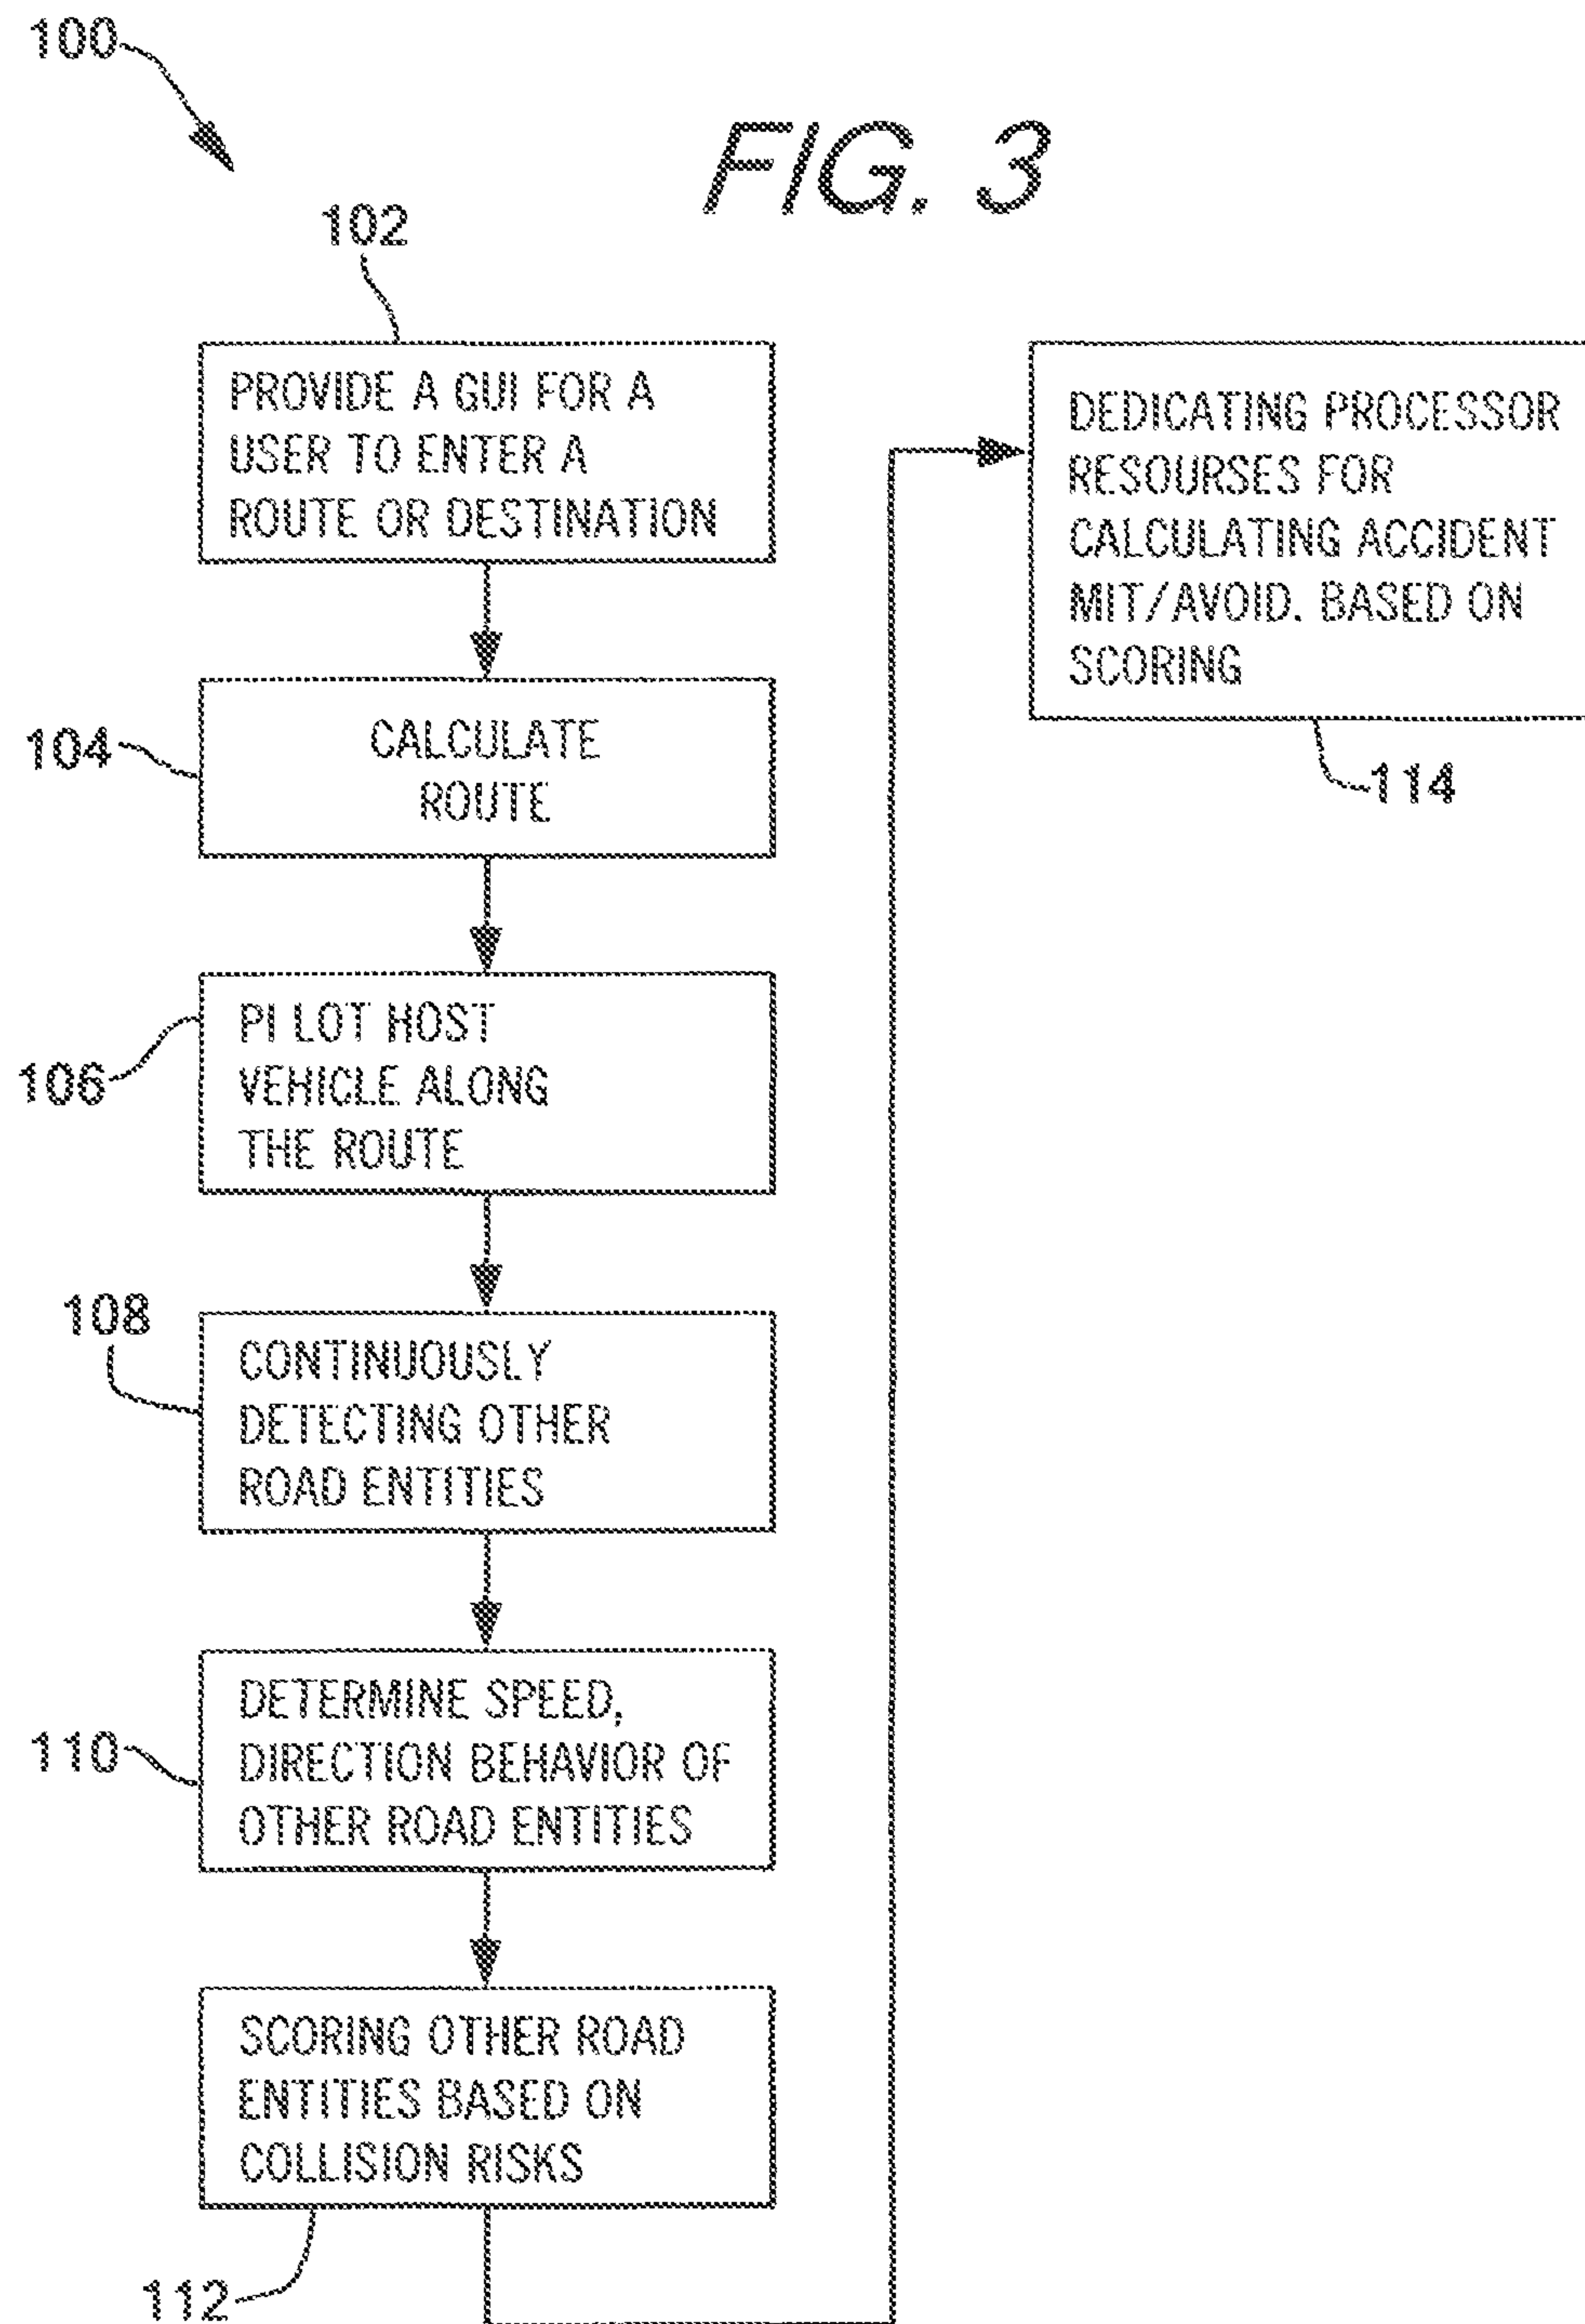 100
FIG. 3
102
PROVIDE A GUI FOR A
USER TO ENTER A
ROUTE OR DESTINATION
104
CALCULATE
ROUTE
106
PILOT HOST
VEHICLE ALONG
THE ROUTE
108
CONTINUOUSLY
DETECTING OTHER
ROAD ENTITIES
110
DETERMINE SPEED,
DIRECTION BEHAVIOR OF
OTHER ROAD ENTITIES
SCORING OTHER ROAD
ENTITIES BASED ON
COLLISION RISKS
112
DEDICATING PROCESSOR
RESOURSES FOR
CALCULATING ACCIDENT
MIT/AVOID. BASED ON
SCORING
114